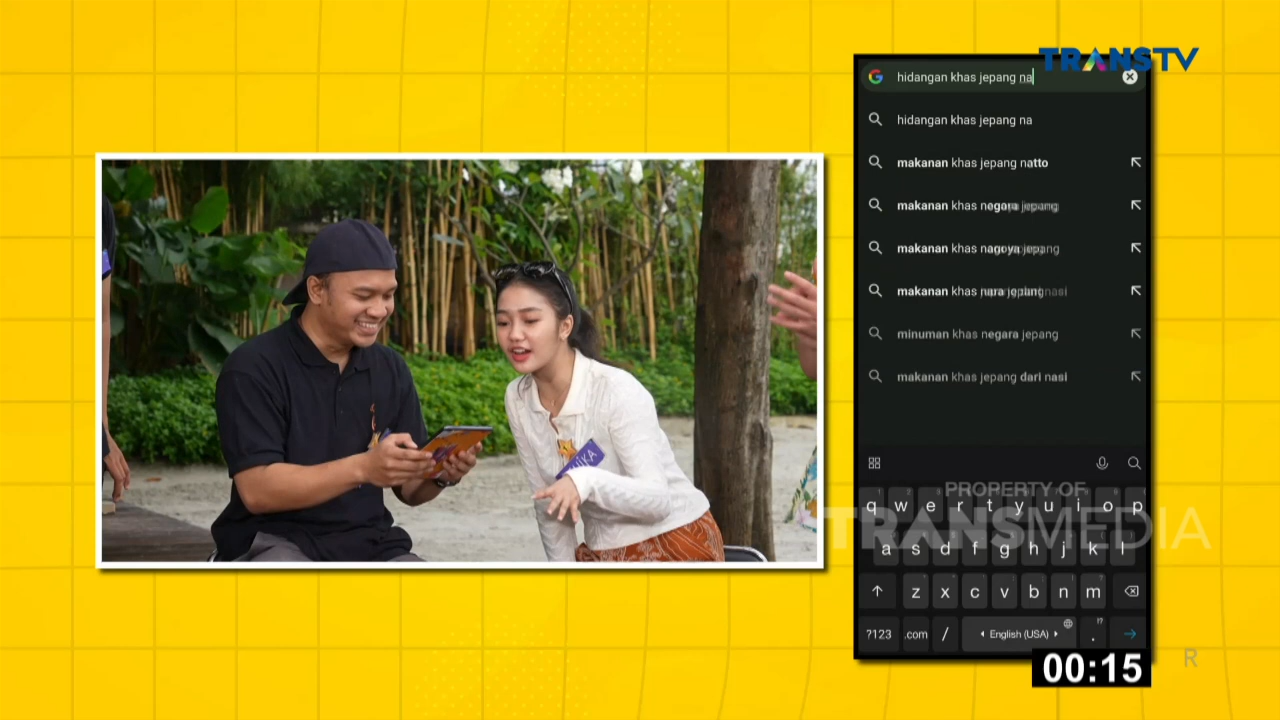 TRANSTV
hidangan khas jepang na
hidangan khas jepang na
makanan khas jepang natto
makanan khas negara jepang
makanan khas nagoya jepang
makanan khas nara jepang
minuman khas negara jepang
makanan khas jepang dari nasi
PROPERTY OF
TRANSMEDIA
q w e r t y u i o p
a s d f g h j k l
z x c v b n m
?123 .com / English (USA) .
00:15
R